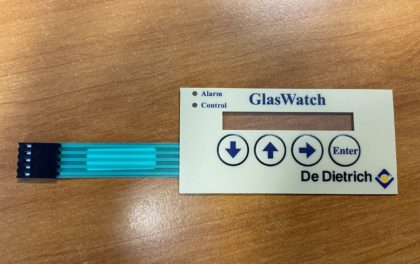 Alarm
GlasWatch
Control
Enter
De Dietrich